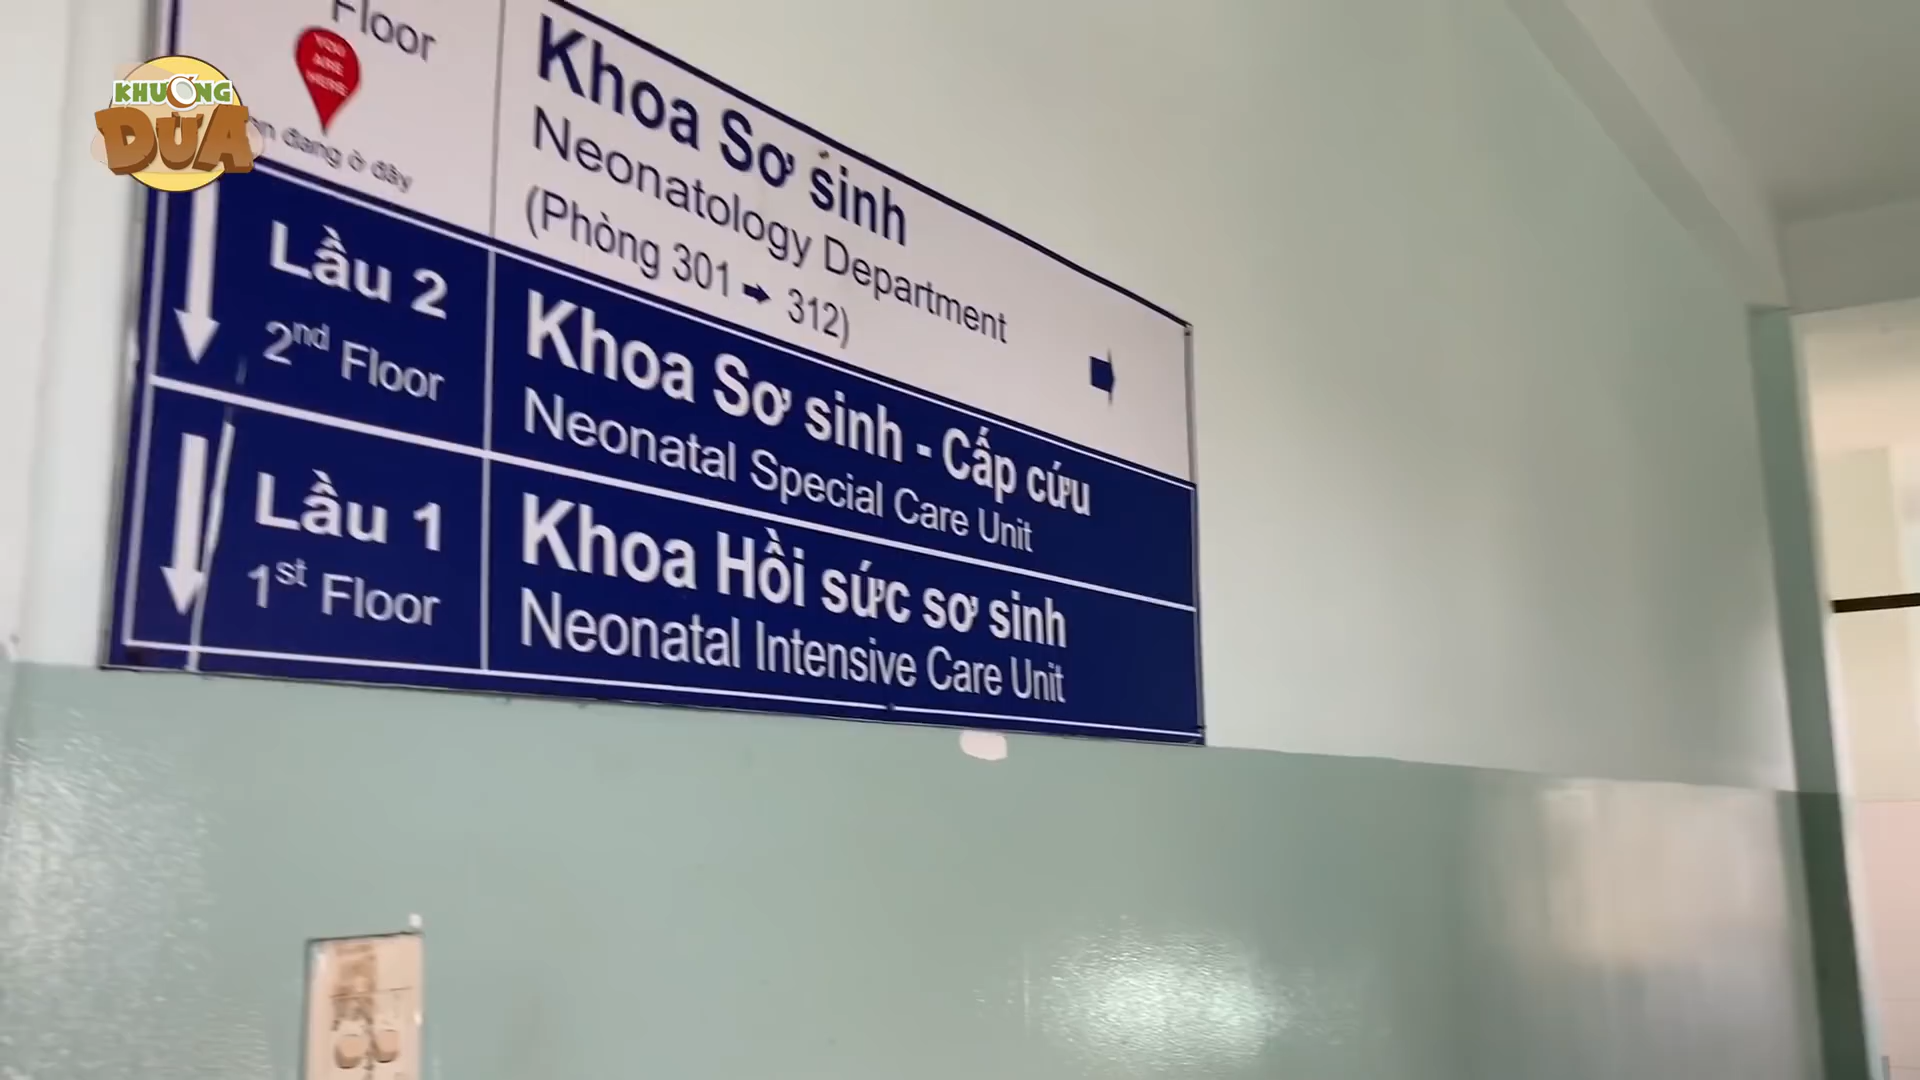 KHƯƠNG
DỪA
Floor
YOU
ARE
HERE
đang ở đây
Khoa Sơ sinh
Neonatology Department
(Phòng 301 ➡ 312)
Lầu 2
2nd Floor
Khoa Sơ sinh - Cấp cứu
Neonatal Special Care Unit
Lầu 1
1st Floor
Khoa Hồi sức sơ sinh
Neonatal Intensive Care Unit